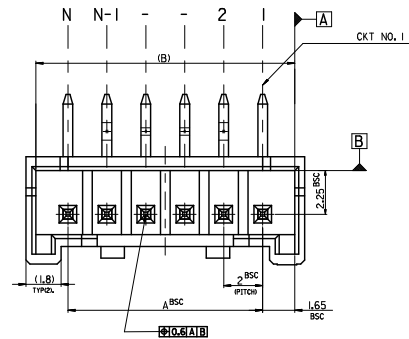 N N-1 - - 2 1
A
CKT NO. 1
(B)
B
2.25 BSC
(1.8)
TYP(2).
2 BSC
(PITCH)
A BSC
1.65
BSC
⌖ 0.6 A B